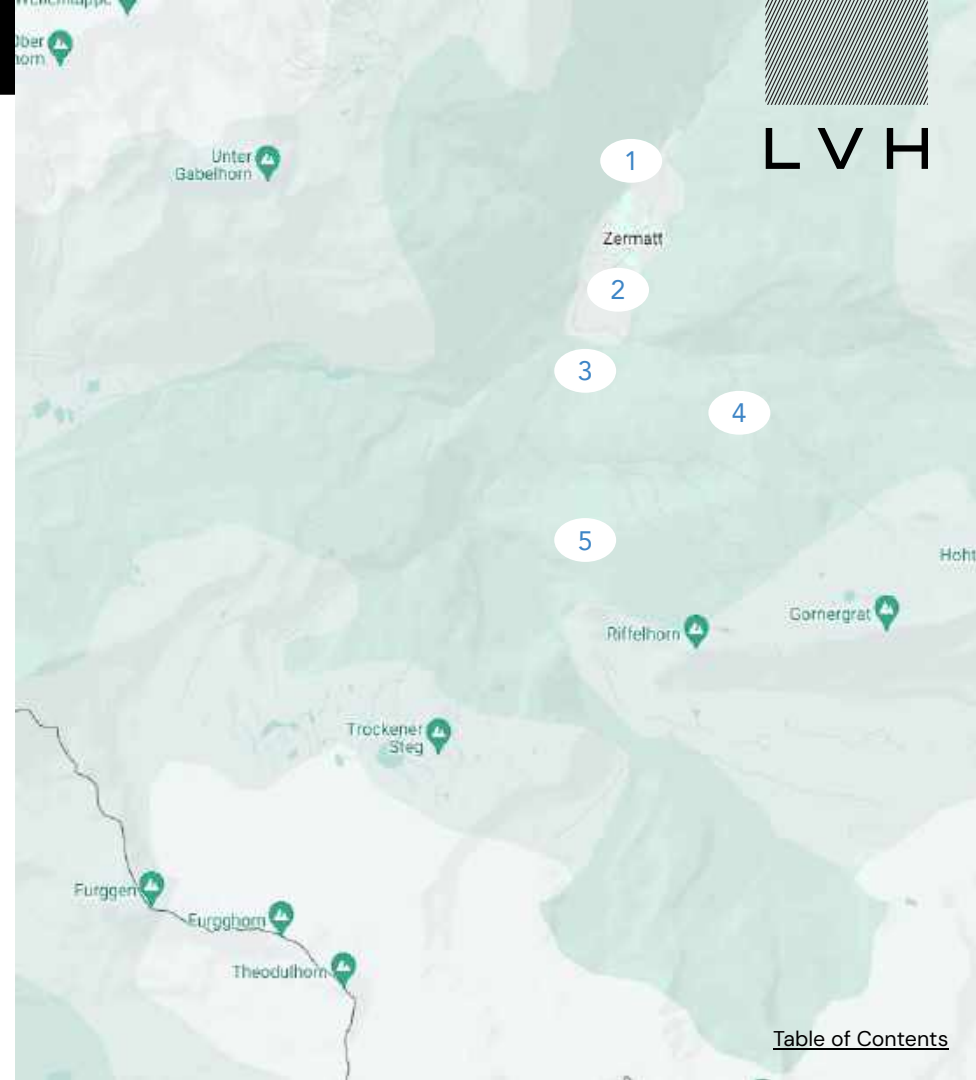 Ober
horn
Unter
Gabelhorn
LVH
1
Zermatt
2
3
4
5
Hoht
Gornergrat
Riffelhorn
Trockener
Steg
Furggen
Furgghorn
Theodulhorn
Table of Contents